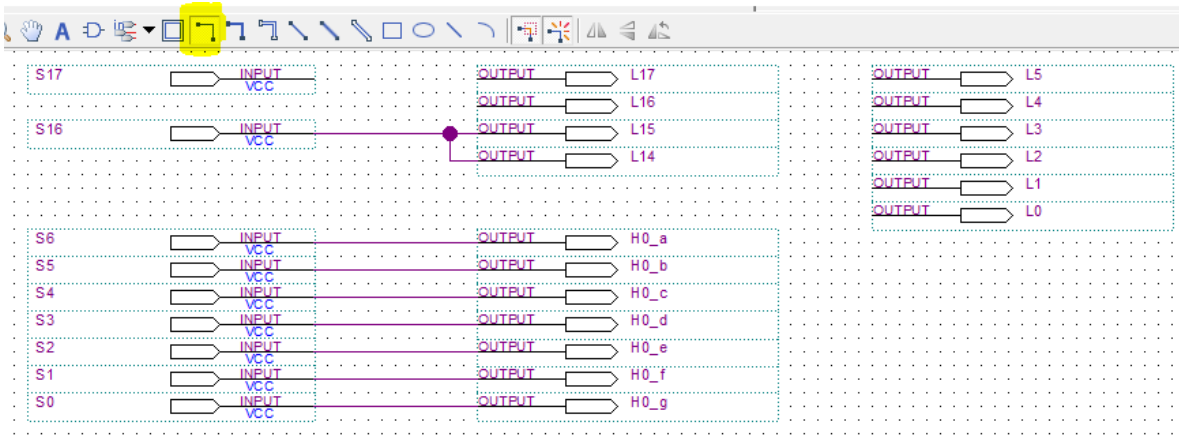 A
S17 INPUT VCC OUTPUT L17 OUTPUT L5
OUTPUT L16 OUTPUT L4
S16 INPUT VCC OUTPUT L15 OUTPUT L3
OUTPUT L14 OUTPUT L2
OUTPUT L1
OUTPUT L0
S6 INPUT VCC OUTPUT H0_a
S5 INPUT VCC OUTPUT H0_b
S4 INPUT VCC OUTPUT H0_c
S3 INPUT VCC OUTPUT H0_d
S2 INPUT VCC OUTPUT H0_e
S1 INPUT VCC OUTPUT H0_f
S0 INPUT VCC OUTPUT H0_g